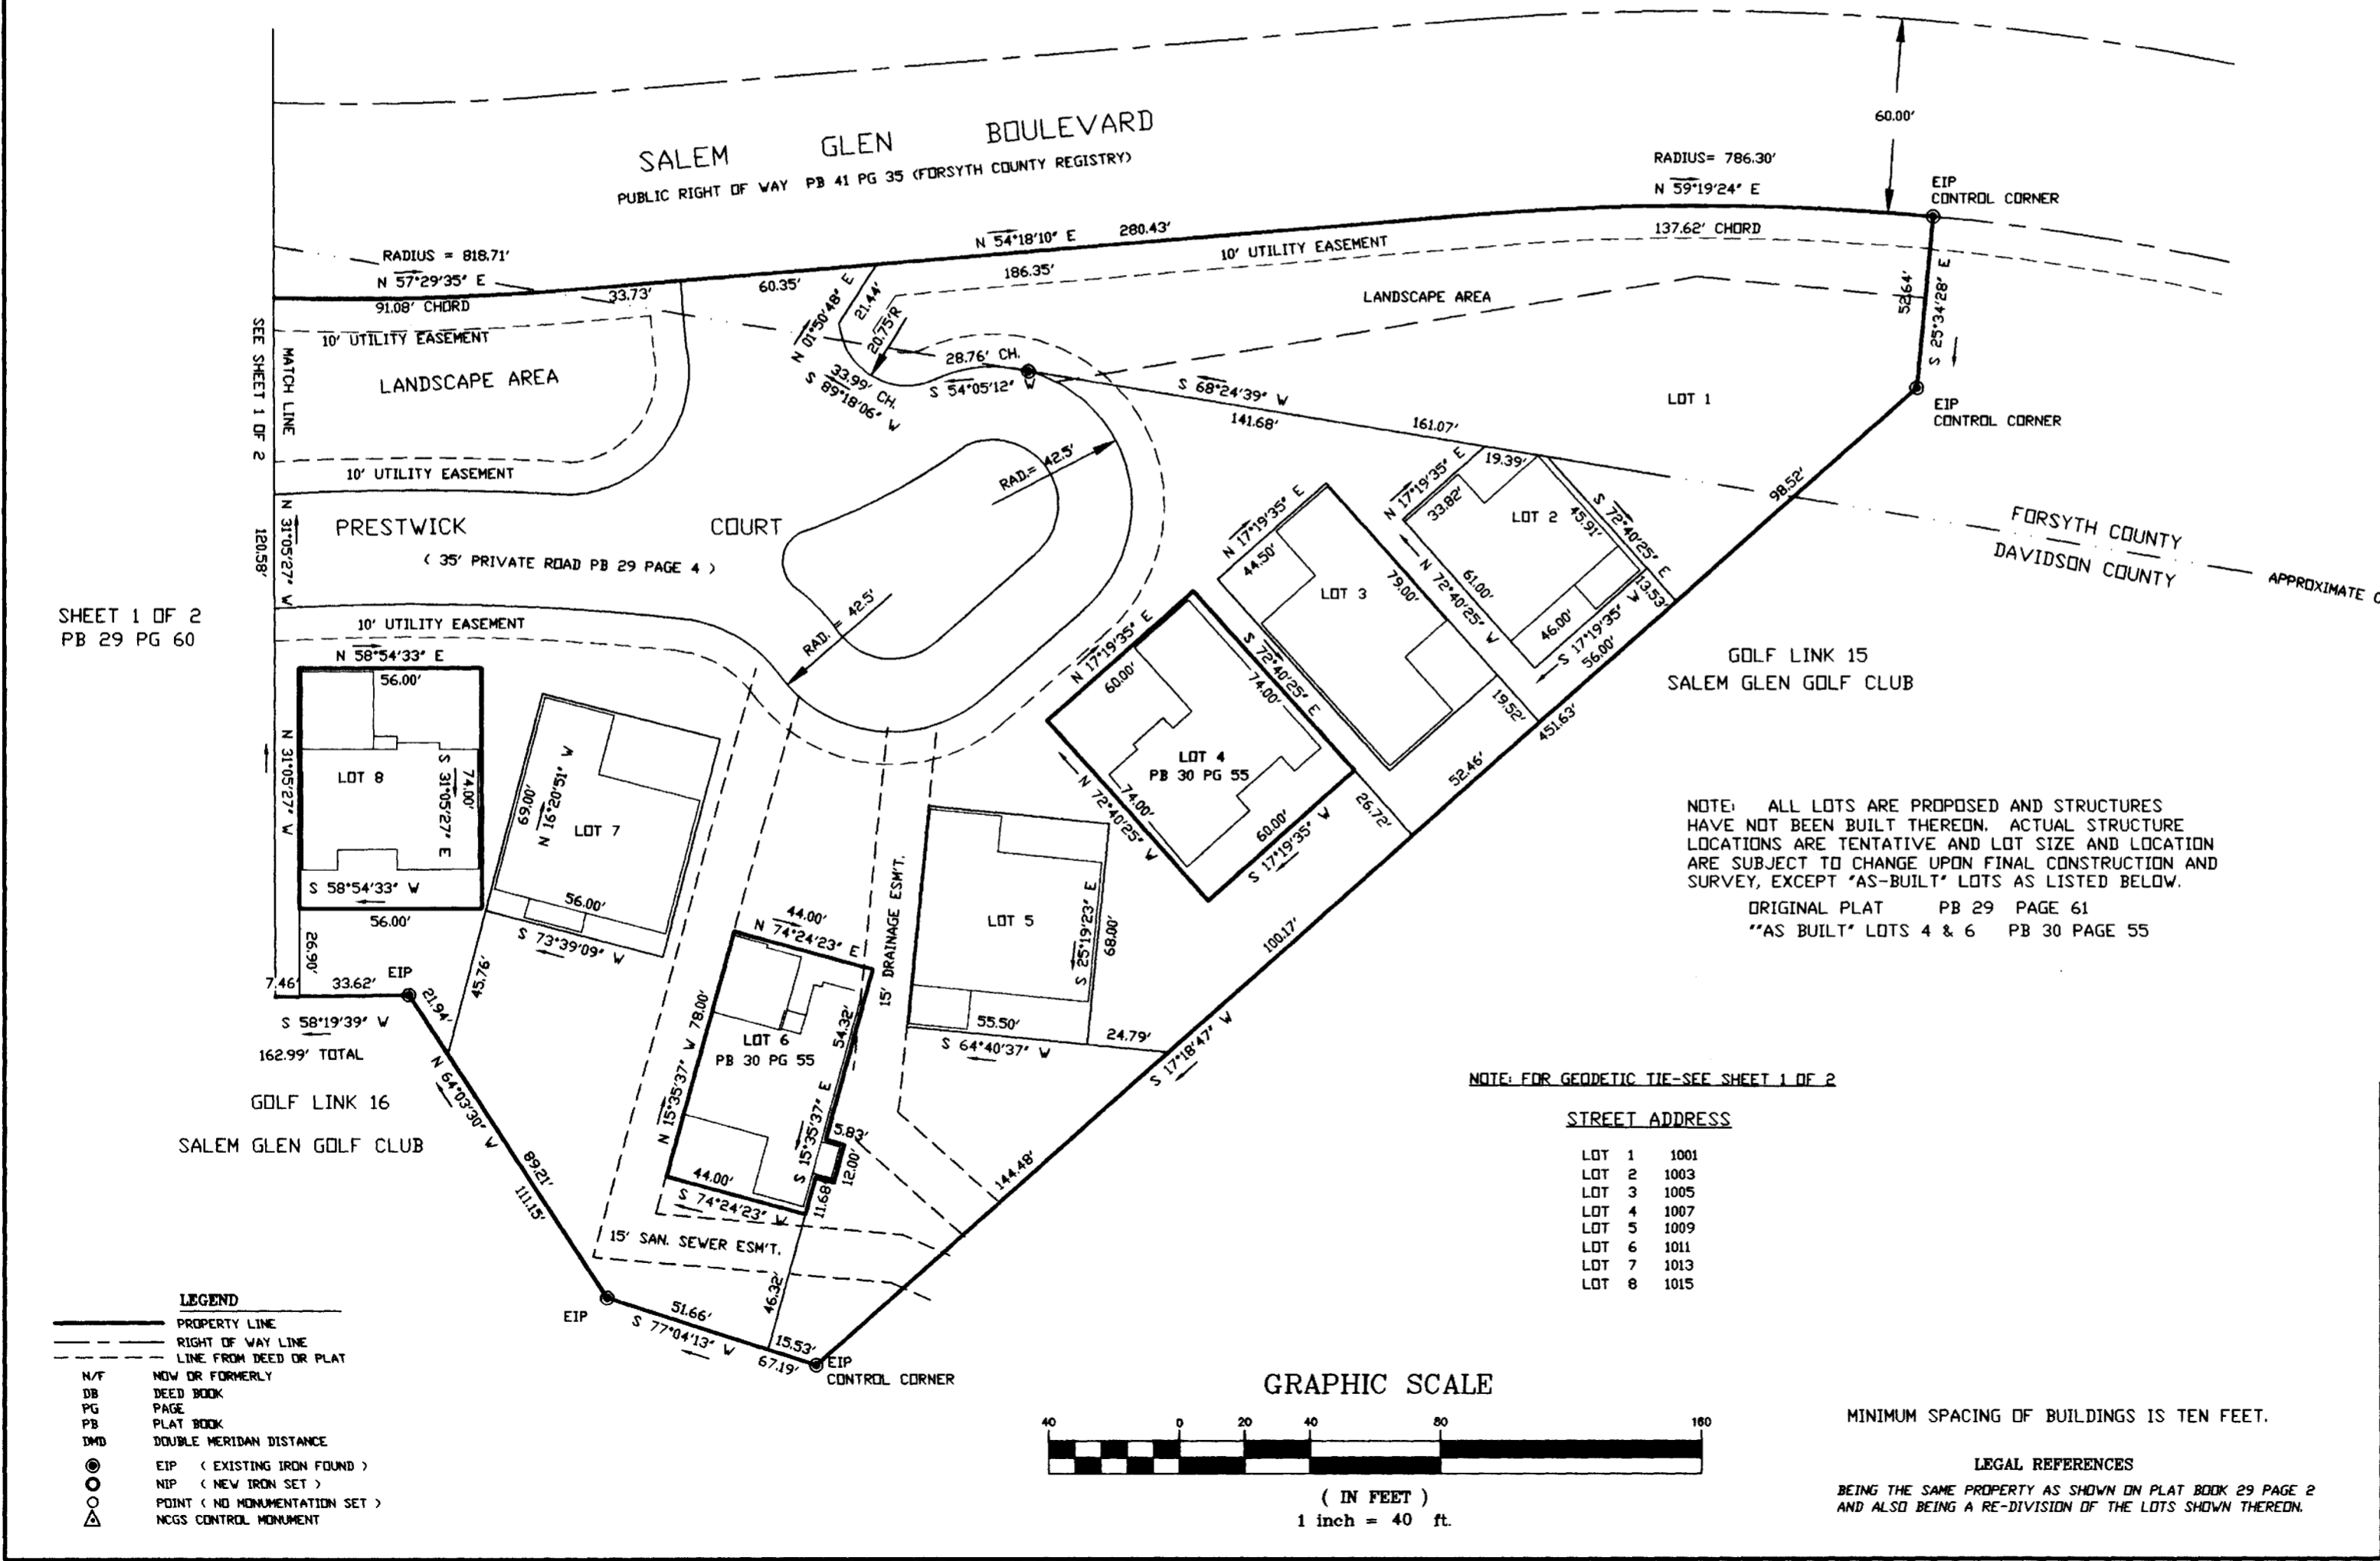 SALEM GLEN BOULEVARD
PUBLIC RIGHT OF WAY PB 41 PG 35 (FORSYTH COUNTY REGISTRY)
60.00'
RADIUS= 786.30'
N 59°19'24" E
137.62' CHORD
EIP
CONTROL CORNER
RADIUS = 818.71'
N 57°29'35" E
91.08' CHORD
33.73'
60.35'
N 54°18'10" E 280.43'
186.35'
10' UTILITY EASEMENT
LANDSCAPE AREA
52.64'
S 25°34'28" E
EIP
CONTROL CORNER
N 01°50'48" E
21.44'
20.75'R
28.76' CH.
S 54°05'12" W
33.99' CH.
S 89°18'06" W
S 68°24'39" W
141.68'
161.07'
LOT 1
98.52'
SEE SHEET 1 OF 2
MATCH LINE
10' UTILITY EASEMENT
LANDSCAPE AREA
10' UTILITY EASEMENT
N 31°05'27" W
120.58'
PRESTWICK COURT
( 35' PRIVATE ROAD PB 29 PAGE 4 )
RAD.= 42.5'
RAD. = 42.5'
10' UTILITY EASEMENT
SHEET 1 OF 2
PB 29 PG 60
N 17°19'35" E
19.39'
33.82'
LOT 2
45.91'
S 72°40'25" E
N 72°40'25" W
61.00'
46.00'
13.53'
S 17°19'35" W
56.00'
N 17°19'35" E
44.50'
LOT 3
79.00'
19.52'
451.63'
52.46'
FORSYTH COUNTY
DAVIDSON COUNTY
APPROXIMATE
GOLF LINK 15
SALEM GLEN GOLF CLUB
N 17°19'35" E
60.00'
S 72°40'25" E
74.00'
LOT 4
PB 30 PG 55
74.00'
N 72°40'25" W
60.00'
S 17°19'35" W
26.72'
100.17'
N 58°54'33" E
56.00'
N 31°05'27" W
LOT 8
S 31°05'27" E
74.00'
S 58°54'33" W
56.00'
26.90'
7.46'
33.62'
EIP
21.94'
S 58°19'39" W
162.99' TOTAL
69.00'
N 16°20'51" W
LOT 7
56.00'
S 73°39'09" W
45.76'
44.00'
N 74°24'23" E
N 15°35'37" W 78.00'
LOT 6
PB 30 PG 55
54.32'
S 15°35'37" E
5.83'
12.00'
11.68'
44.00'
S 74°24'23" W
15' DRAINAGE ESM'T.
LOT 5
S 25°19'23" E
68.00'
55.50'
S 64°40'37" W
24.79'
S 17°18'47" W
144.48'
15' SAN. SEWER ESM'T.
46.32'
GOLF LINK 16
SALEM GLEN GOLF CLUB
N 64°03'30" W
89.21'
111.15'
EIP
51.66'
S 77°04'13" W
15.53'
67.19'
EIP
CONTROL CORNER
NOTE: ALL LOTS ARE PROPOSED AND STRUCTURES
HAVE NOT BEEN BUILT THEREON. ACTUAL STRUCTURE
LOCATIONS ARE TENTATIVE AND LOT SIZE AND LOCATION
ARE SUBJECT TO CHANGE UPON FINAL CONSTRUCTION AND
SURVEY, EXCEPT "AS-BUILT" LOTS AS LISTED BELOW.
ORIGINAL PLAT PB 29 PAGE 61
""AS BUILT" LOTS 4 & 6 PB 30 PAGE 55
NOTE: FOR GEODETIC TIE-SEE SHEET 1 OF 2
STREET ADDRESS
LOT 1 1001
LOT 2 1003
LOT 3 1005
LOT 4 1007
LOT 5 1009
LOT 6 1011
LOT 7 1013
LOT 8 1015
LEGEND
PROPERTY LINE
RIGHT OF WAY LINE
LINE FROM DEED OR PLAT
N/F NOW OR FORMERLY
DB DEED BOOK
PG PAGE
PB PLAT BOOK
DMD DOUBLE MERIDAN DISTANCE
EIP ( EXISTING IRON FOUND )
NIP ( NEW IRON SET )
POINT ( NO MONUMENTATION SET )
NCGS CONTROL MONUMENT
GRAPHIC SCALE
40 0 20 40 80 160
( IN FEET )
1 inch = 40 ft.
MINIMUM SPACING OF BUILDINGS IS TEN FEET.
LEGAL REFERENCES
BEING THE SAME PROPERTY AS SHOWN ON PLAT BOOK 29 PAGE 2
AND ALSO BEING A RE-DIVISION OF THE LOTS SHOWN THEREON.